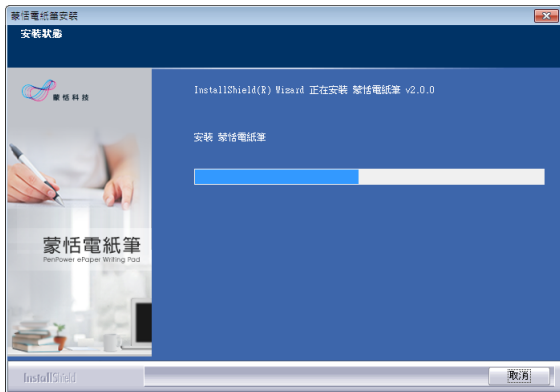 蒙恬電紙筆安裝
安裝狀態
蒙恬科技
InstallShield(R) Wizard 正在安裝 蒙恬電紙筆 v2.0.0
安裝 蒙恬電紙筆
蒙恬電紙筆
PenPower ePaper Writing Pad
InstallShield
取消